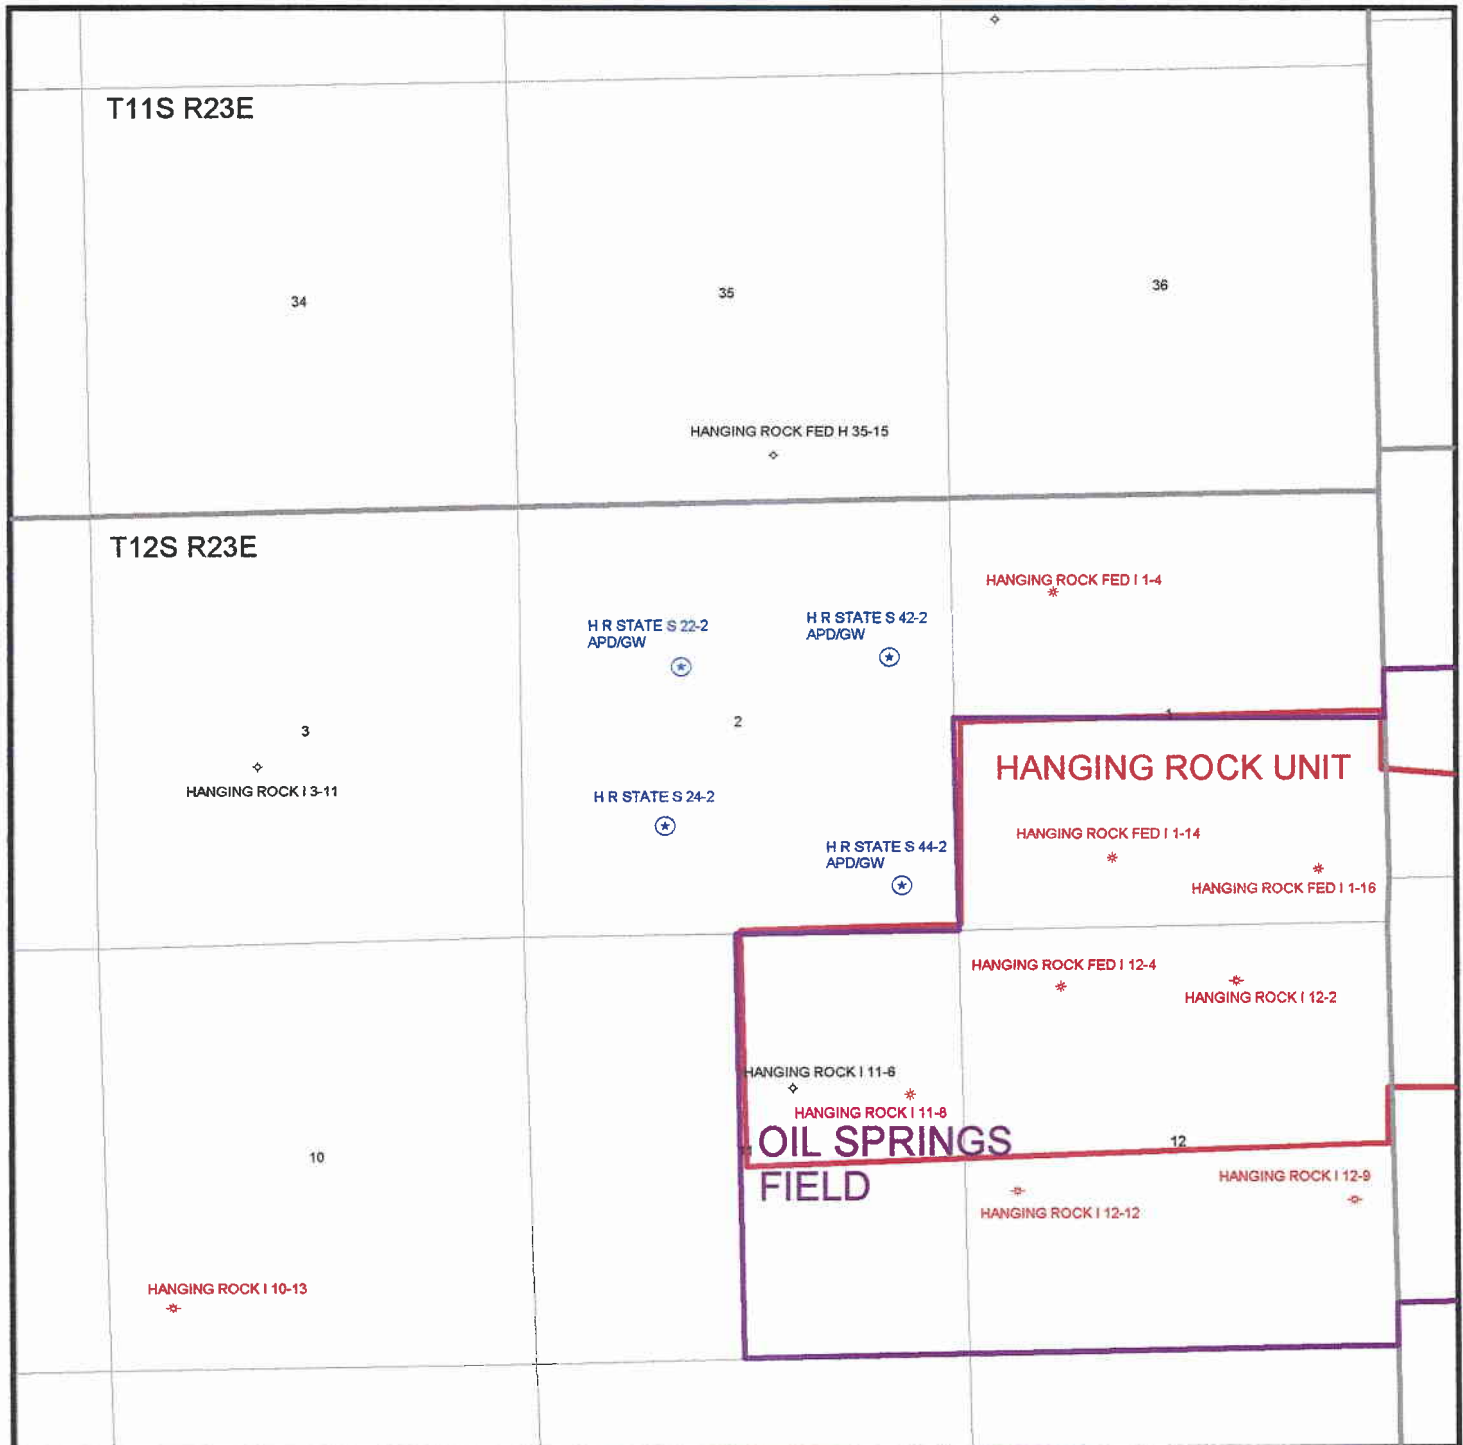 T11S R23E
34
35
36
HANGING ROCK FED H 35-15
T12S R23E
HANGING ROCK FED I 1-4
H R STATE S 22-2
APD/GW
H R STATE S 42-2
APD/GW
3
2
1
HANGING ROCK UNIT
HANGING ROCK I 3-11
H R STATE S 24-2
HANGING ROCK FED I 1-14
H R STATE S 44-2
APD/GW
HANGING ROCK FED I 1-16
HANGING ROCK FED I 12-4
HANGING ROCK I 12-2
HANGING ROCK I 11-6
HANGING ROCK I 11-8
10
12
OIL SPRINGS
FIELD
HANGING ROCK I 12-9
HANGING ROCK I 12-12
HANGING ROCK I 10-13